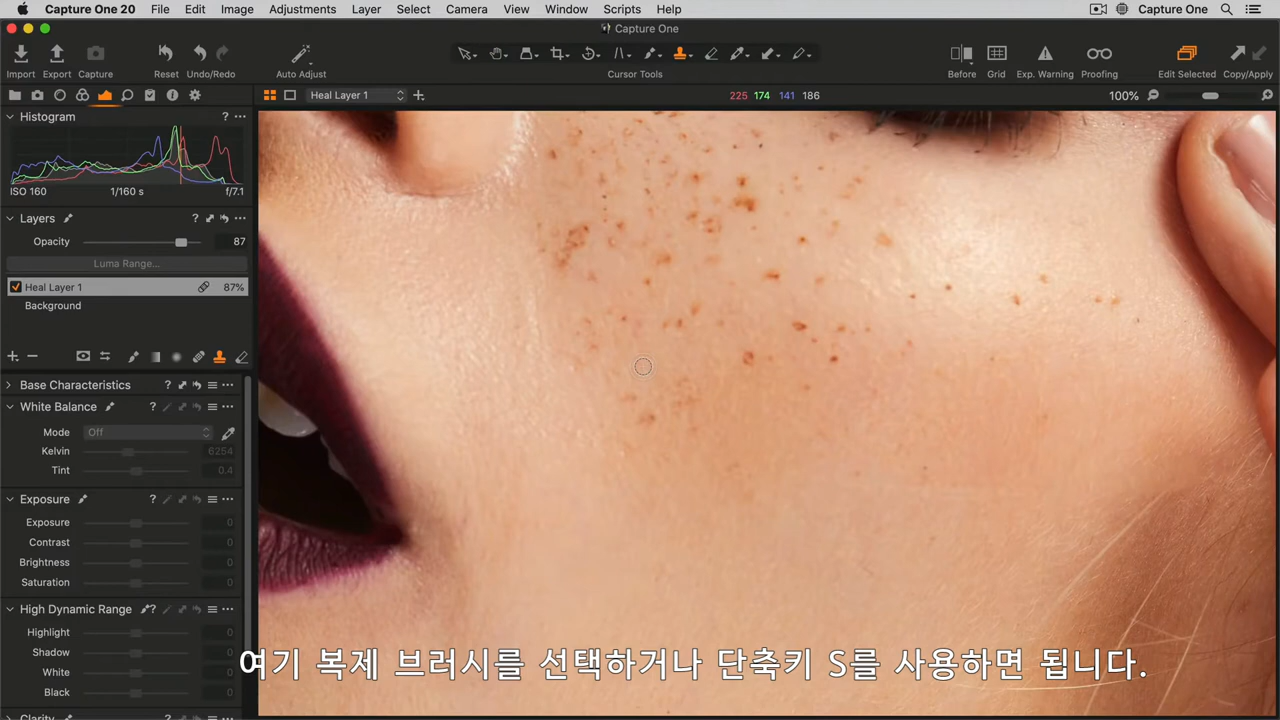 Capture One 20 File Edit Image Adjustments Layer Select Camera View Window Scripts Help Capture One
Capture One
Import Export Capture Reset Undo/Redo Auto Adjust Cursor Tools Before Grid Exp. Warning Proofing Edit Selected Copy/Apply
Heal Layer 1 225 174 141 186 100%
Histogram ?
ISO 160 1/160 s f/7.1
Layers ?
Opacity 87
Luma Range...
Heal Layer 1 87%
Background
Base Characteristics ?
White Balance ?
Mode Off
Kelvin 6254
Tint 0.4
Exposure ?
Exposure 0
Contrast 0
Brightness 0
Saturation 0
High Dynamic Range ?
Highlight 0
Shadow 0
White 0
Black 0
Clarity
여기 복제 브러시를 선택하거나 단축키 S를 사용하면 됩니다.